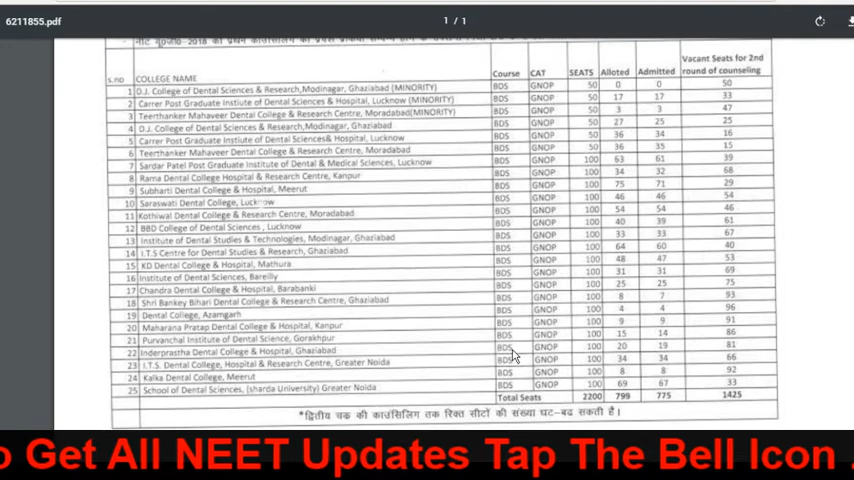 6211855.pdf 1 / 1
नीट यू0जी0-2018 की प्रथम
s.no COLLEGE NAME Course CAT SEATS Alloted Admitted Vacant Seats for 2nd round of counseling
1 D.J. College of Dental Sciences & Research,Modinagar, Ghaziabad (MINORITY) BDS GNOP 50 0 0 50
2 Carrer Post Graduate Instiute of Dental Sciences & Hospital, Lucknow (MINORITY) BDS GNOP 50 17 17 33
3 Teerthanker Mahaveer Dental College & Research Centre, Moradabad(MINORITY) BDS GNOP 50 3 3 47
4 D.J. College of Dental Sciences & Research,Modinagar, Ghaziabad BDS GNOP 50 27 25 25
5 Carrer Post Graduate Instiute of Dental Sciences& Hospital, Lucknow BDS GNOP 50 36 34 16
6 Teerthanker Mahaveer Dental College & Research Centre, Moradabad BDS GNOP 50 36 35 15
7 Sardar Patel Post Graduate Institute of Dental & Medical Sciences, Lucknow BDS GNOP 100 63 61 39
8 Rama Dental College Hospital & Research Centre, Kanpur BDS GNOP 100 34 32 68
9 Subharti Dental College & Hospital, Meerut BDS GNOP 100 75 71 29
10 Saraswati Dental College, Lucknow BDS GNOP 100 46 46 54
11 Kothiwal Dental College & Research Centre, Moradabad BDS GNOP 100 54 54 46
12 BBD College of Dental Sciences , Lucknow BDS GNOP 100 40 39 61
13 Institute of Dental Studies & Technologies, Modinagar, Ghaziabad BDS GNOP 100 33 33 67
14 I.T.S Centre for Dental Studies & Research, Ghaziabad BDS GNOP 100 64 60 40
15 KD Dental College & Hospital, Mathura BDS GNOP 100 48 47 53
16 Institute of Dental Sciences, Bareilly BDS GNOP 100 31 31 69
17 Chandra Dental College & Hospital, Barabanki BDS GNOP 100 25 25 75
18 Shri Bankey Bihari Dental College & Research Centre, Ghaziabad BDS GNOP 100 8 7 93
19 Dental College, Azamgarh BDS GNOP 100 4 4 96
20 Maharana Pratap Dental College & Hospital, Kanpur BDS GNOP 100 9 9 91
21 Purvanchal Institute of Dental Science, Gorakhpur BDS GNOP 100 15 14 86
22 Inderprastha Dental College & Hospital, Ghaziabad BDS GNOP 100 20 19 81
23 I.T.S. Dental College, Hospital & Research Centre, Greater Noida BDS GNOP 100 34 34 66
24 Kalka Dental College, Meerut BDS GNOP 100 8 8 92
25 School of Dental Sciences, (sharda University) Greater Noida BDS GNOP 100 69 67 33
Total Seats 2200 799 775 1425
*द्वितीय चक्र की काउंसिलिंग तक रिक्त सीटों की संख्या घट-बढ सकती है।
o Get All NEET Updates Tap The Bell Icon .